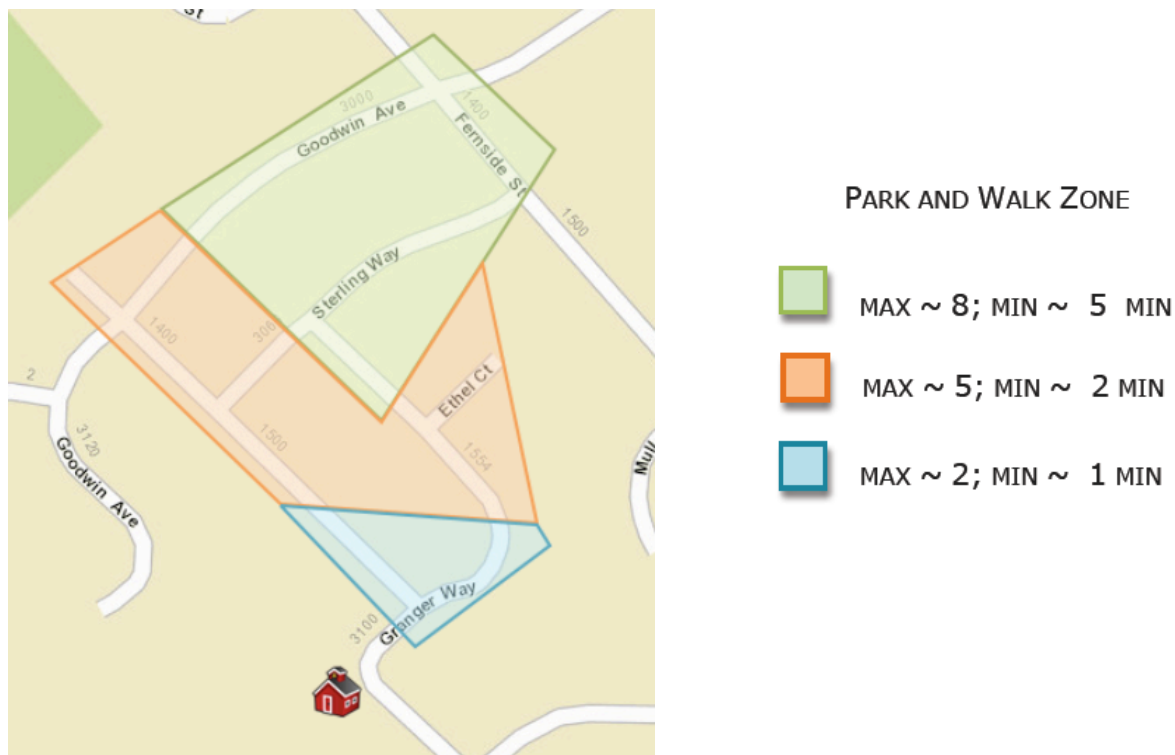 St
3000
Goodwin Ave
1400
Fernside St
1500
Sterling Way
1400
2
3120
Goodwin Ave
1500
Ethel Ct
1554
Granger Way
3100
PARK AND WALK ZONE
MAX ~ 8; MIN ~ 5 MIN
MAX ~ 5; MIN ~ 2 MIN
MAX ~ 2; MIN ~ 1 MIN